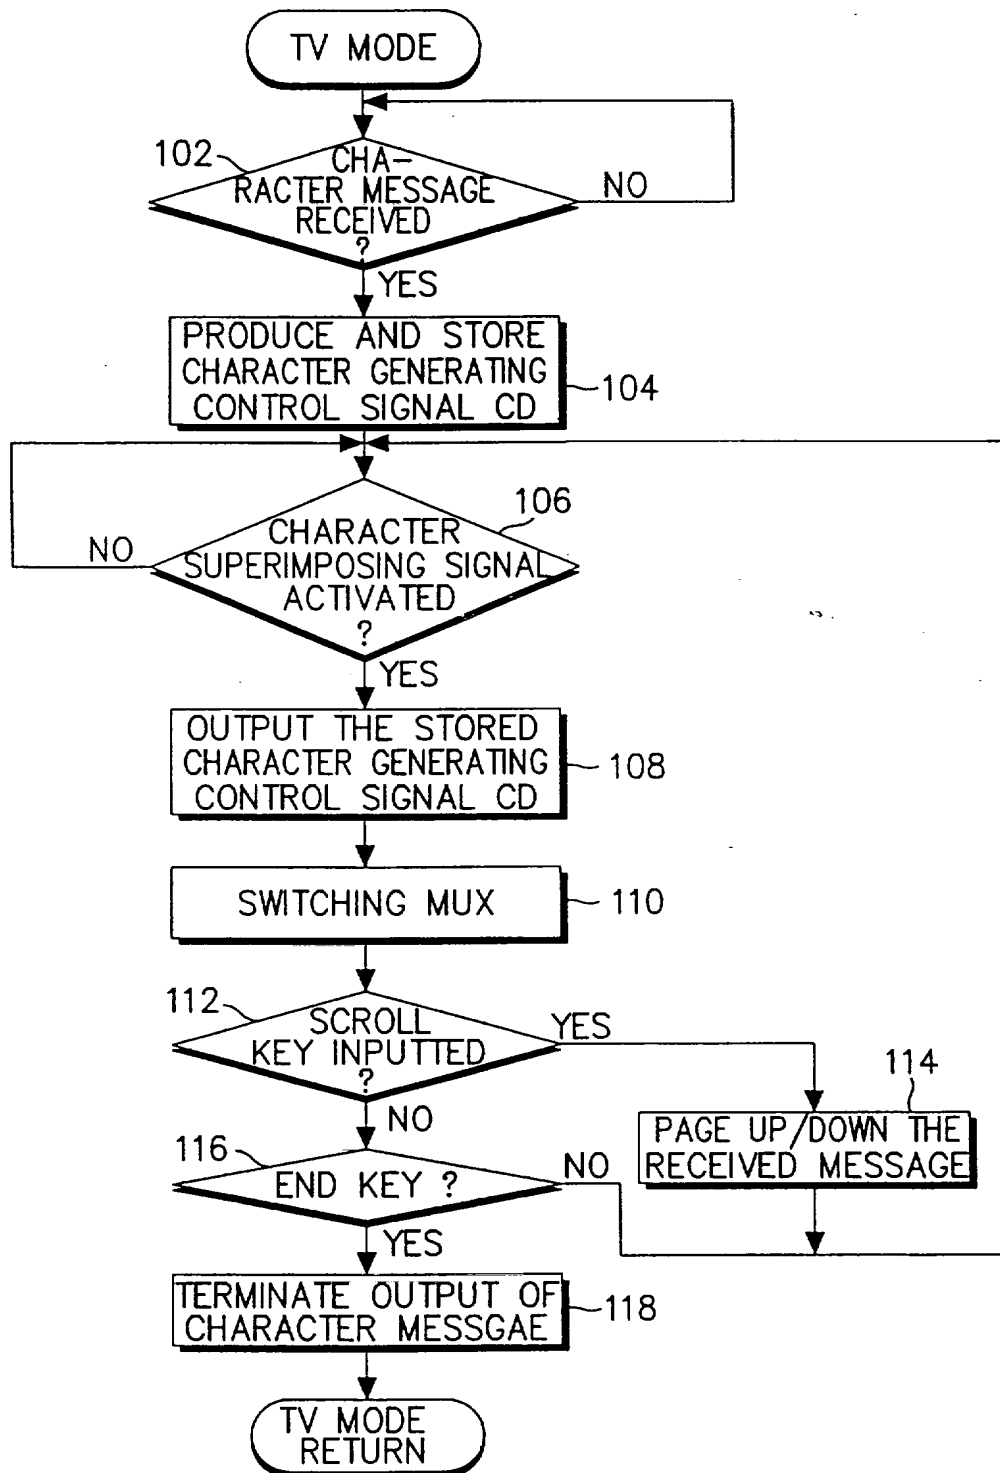 TV MODE
102
CHA-
RACTER MESSAGE
RECEIVED
?
NO
YES
PRODUCE AND STORE
CHARACTER GENERATING
CONTROL SIGNAL CD
104
106
CHARACTER
SUPERIMPOSING SIGNAL
ACTIVATED
?
NO
YES
OUTPUT THE STORED
CHARACTER GENERATING
CONTROL SIGNAL CD
108
SWITCHING MUX
110
112
SCROLL
KEY INPUTTED
?
YES
NO
114
PAGE UP/DOWN THE
RECEIVED MESSAGE
116
END KEY ?
NO
YES
TERMINATE OUTPUT OF
CHARACTER MESSGAE
118
TV MODE
RETURN